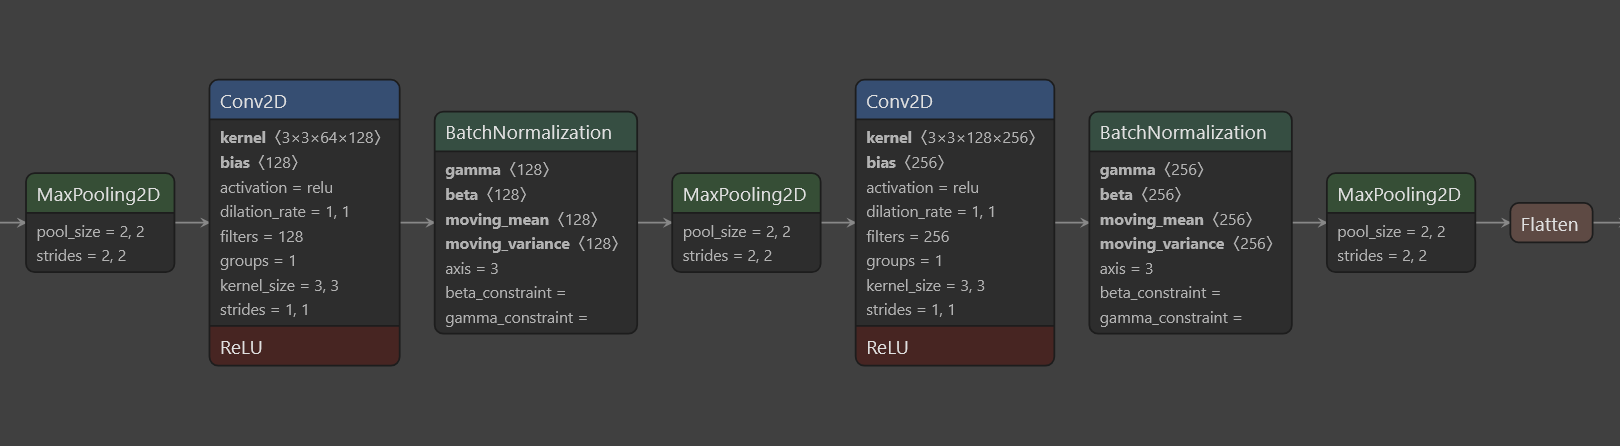 MaxPooling2D
pool_size = 2, 2
strides = 2, 2
Conv2D
kernel 〈3×3×64×128〉
bias 〈128〉
activation = relu
dilation_rate = 1, 1
filters = 128
groups = 1
kernel_size = 3, 3
strides = 1, 1
ReLU
BatchNormalization
gamma 〈128〉
beta 〈128〉
moving_mean 〈128〉
moving_variance 〈128〉
axis = 3
beta_constraint =
gamma_constraint =
MaxPooling2D
pool_size = 2, 2
strides = 2, 2
Conv2D
kernel 〈3×3×128×256〉
bias 〈256〉
activation = relu
dilation_rate = 1, 1
filters = 256
groups = 1
kernel_size = 3, 3
strides = 1, 1
ReLU
BatchNormalization
gamma 〈256〉
beta 〈256〉
moving_mean 〈256〉
moving_variance 〈256〉
axis = 3
beta_constraint =
gamma_constraint =
MaxPooling2D
pool_size = 2, 2
strides = 2, 2
Flatten